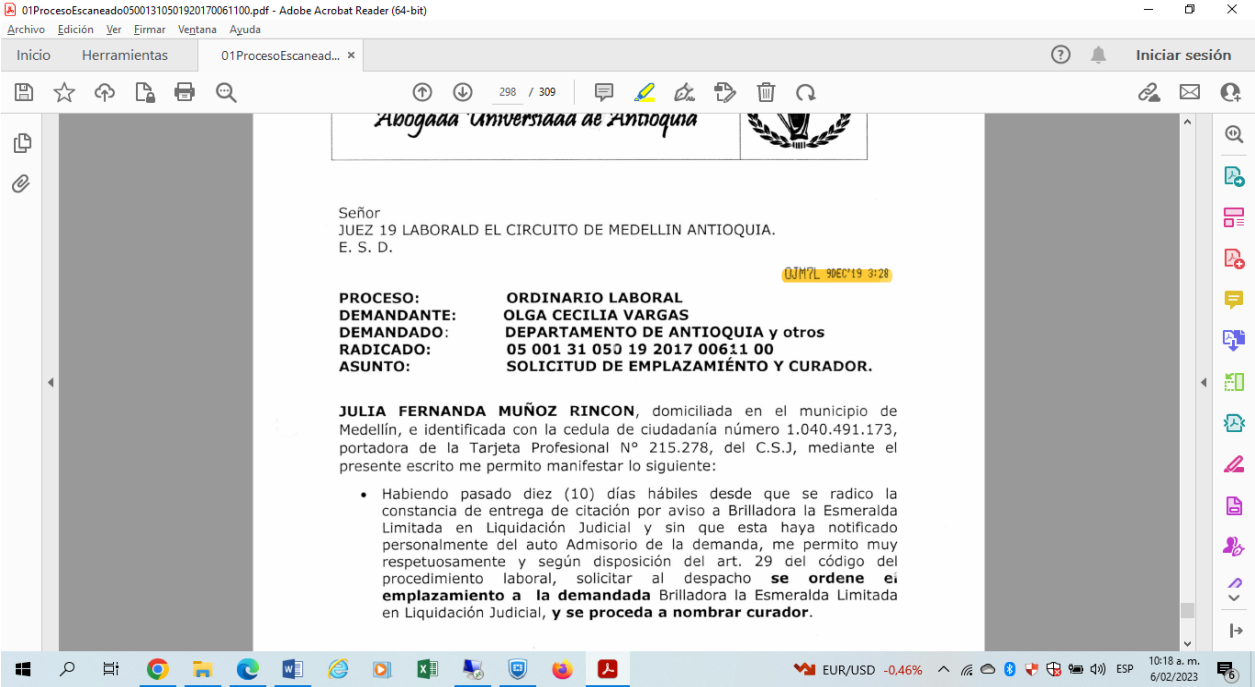 01ProcesoEscaneado05001310501920170061100.pdf - Adobe Acrobat Reader (64-bit)
Archivo Edición Ver Firmar Ventana Ayuda
Inicio Herramientas 01ProcesoEscanead... × Iniciar sesión
298 / 309
Abogada Universidad de Antioquia
Señor
JUEZ 19 LABORALD EL CIRCUITO DE MEDELLIN ANTIOQUIA.
E. S. D.
OJM7L 9DEC'19 3:28
PROCESO: ORDINARIO LABORAL
DEMANDANTE: OLGA CECILIA VARGAS
DEMANDADO: DEPARTAMENTO DE ANTIOQUIA y otros
RADICADO: 05 001 31 050 19 2017 00611 00
ASUNTO: SOLICITUD DE EMPLAZAMIÉNTO Y CURADOR.
JULIA FERNANDA MUÑOZ RINCON, domiciliada en el municipio de
Medellín, e identificada con la cedula de ciudadanía número 1.040.491.173,
portadora de la Tarjeta Profesional Nº 215.278, del C.S.J, mediante el
presente escrito me permito manifestar lo siguiente:
• Habiendo pasado diez (10) días hábiles desde que se radico la
constancia de entrega de citación por aviso a Brilladora la Esmeralda
Limitada en Liquidación Judicial y sin que esta haya notificado
personalmente del auto Admisorio de la demanda, me permito muy
respetuosamente y según disposición del art. 29 del código del
procedimiento laboral, solicitar al despacho se ordene el
emplazamiento a la demandada Brilladora la Esmeralda Limitada
en Liquidación Judicial, y se proceda a nombrar curador.
EUR/USD -0,46% ESP 10:18 a. m.
6/02/2023
6